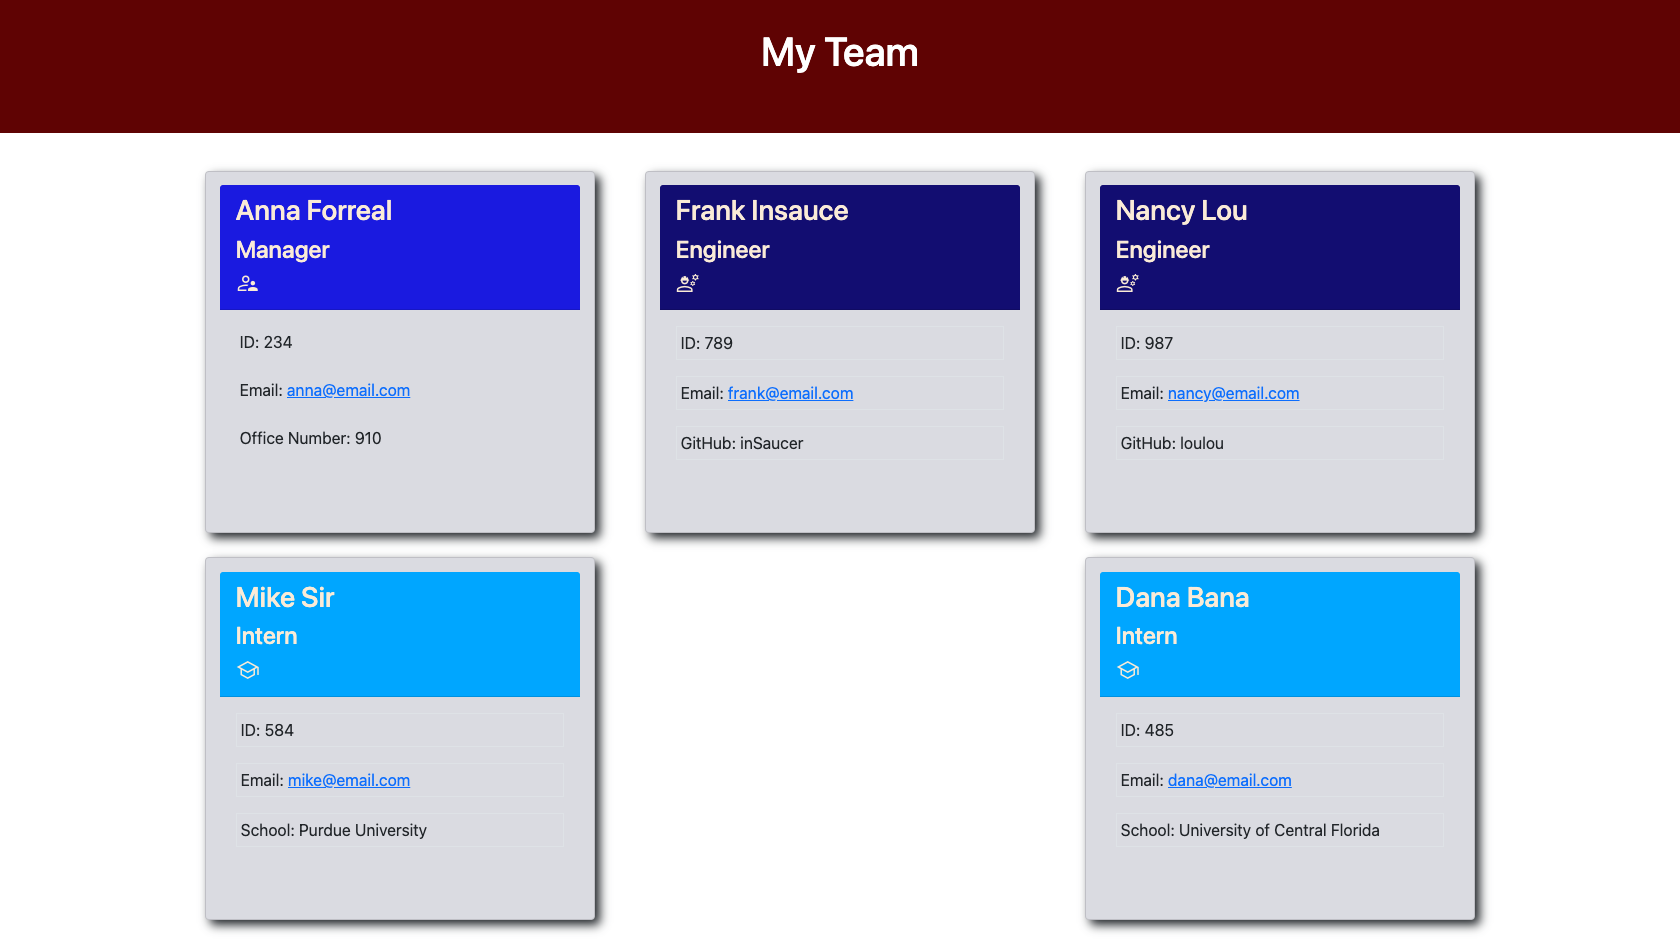 My Team
Anna Forreal
Manager
ID: 234
Email: anna@email.com
Office Number: 910
Frank Insauce
Engineer
ID: 789
Email: frank@email.com
GitHub: inSaucer
Nancy Lou
Engineer
ID: 987
Email: nancy@email.com
GitHub: loulou
Mike Sir
Intern
ID: 584
Email: mike@email.com
School: Purdue University
Dana Bana
Intern
ID: 485
Email: dana@email.com
School: University of Central Florida